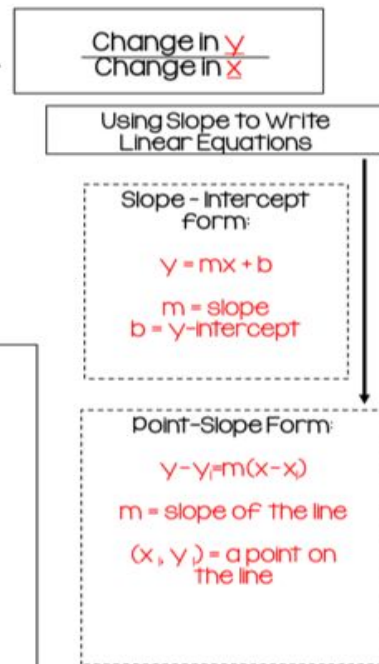 Change in y
Change in x
Using Slope to Write
Linear Equations
Slope - Intercept
Form:
y = mx + b
m = slope
b = y-intercept
Point-Slope Form:
y - y₁=m(x - x₁)
m = slope of the line
(x₁, y₁) = a point on
the line